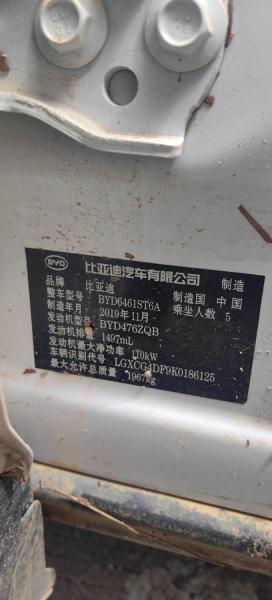 BYD 比亚迪汽车有限公司 制造
品牌 比亚迪
整车型号 BYD6461ST6A 制造国 中国
制造年月 2019年11月 乘坐人数 5
发动机型号 BYD476ZQB
发动机排量 1497mL
发动机最大净功率 110kW
车辆识别代号 LGXCG4DF9K0186125
最大允许总质量 1967kg